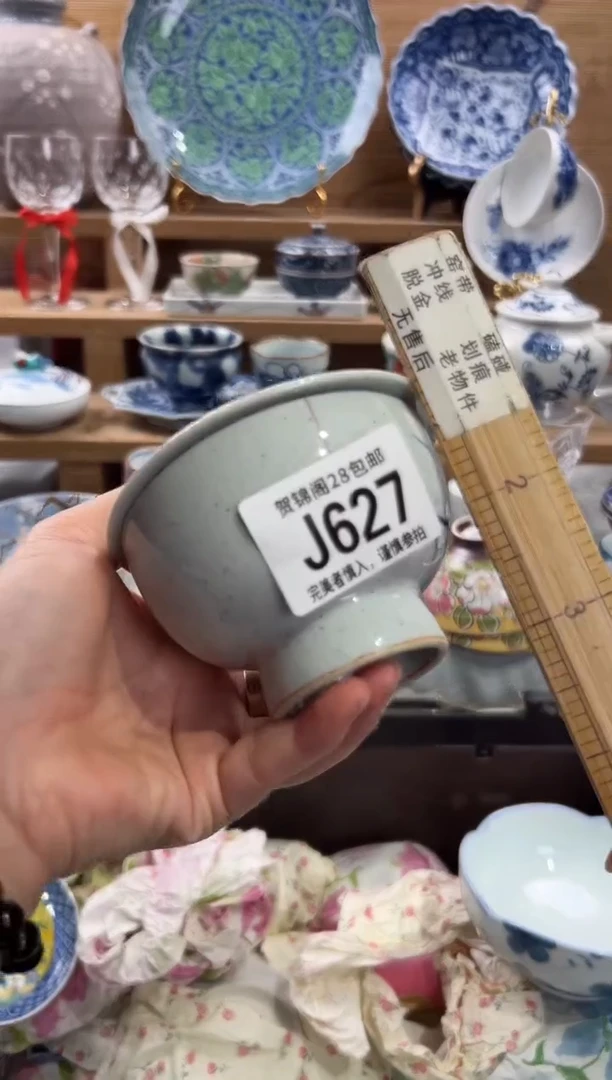 贺锦阁28包邮
J627
完美者慎入，谨慎参拍
窑带
冲线
脱金
无售后
磕碰
划痕
老物件
2
3